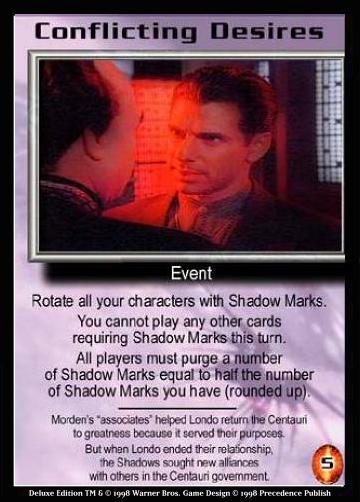 Conflicting Desires
Event
Rotate all your characters with Shadow Marks.
You cannot play any other cards
requiring Shadow Marks this turn.
All players must purge a number
of Shadow Marks equal to half the number
of Shadow Marks you have (rounded up).
Morden's "associates" helped Londo return the Centauri
to greatness because it served their purposes.
But when Londo ended their relationship,
the Shadows sought new alliances
with others in the Centauri government.
5
Deluxe Edition TM & © 1998 Warner Bros. Game Design © 1998 Precedence Publish